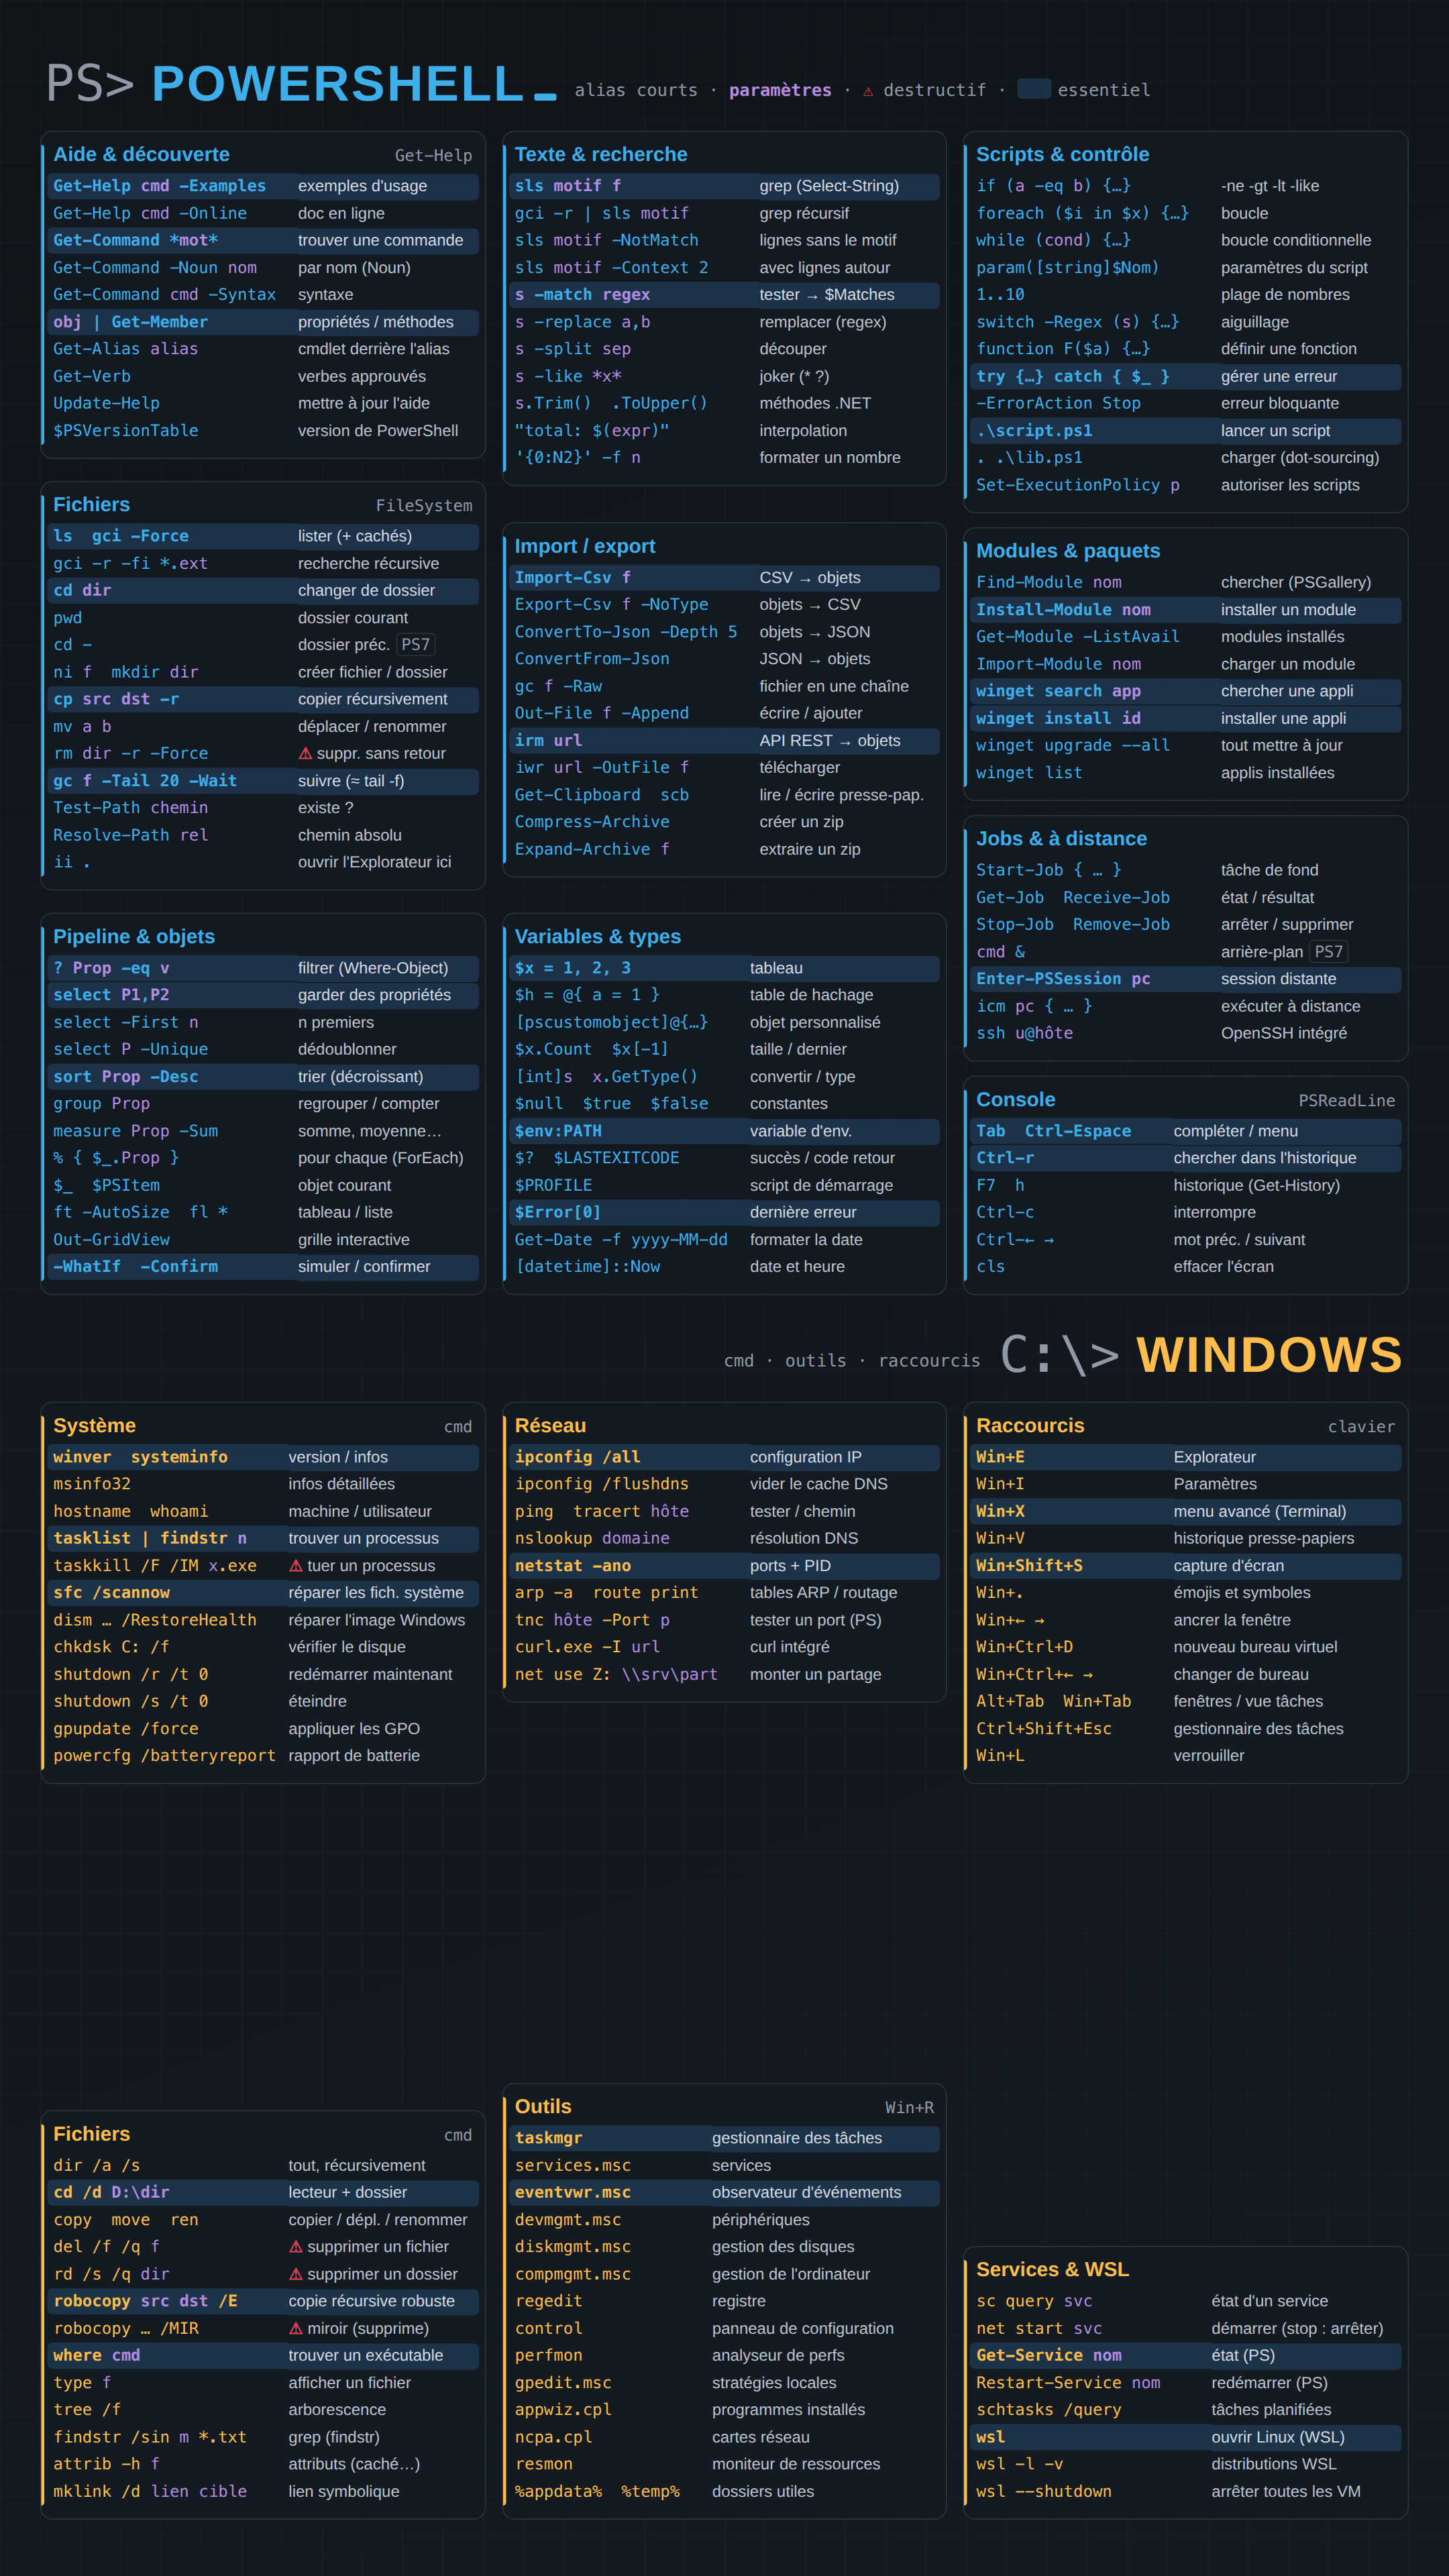 PS> POWERSHELL_ alias courts · paramètres · ⚠ destructif · essentiel
Aide & découverte Get-Help
Get-Help cmd -Examples exemples d'usage
Get-Help cmd -Online doc en ligne
Get-Command *mot* trouver une commande
Get-Command -Noun nom par nom (Noun)
Get-Command cmd -Syntax syntaxe
obj | Get-Member propriétés / méthodes
Get-Alias alias cmdlet derrière l'alias
Get-Verb verbes approuvés
Update-Help mettre à jour l'aide
$PSVersionTable version de PowerShell
Fichiers FileSystem
ls gci -Force lister (+ cachés)
gci -r -fi *.ext recherche récursive
cd dir changer de dossier
pwd dossier courant
cd - dossier préc. PS7
ni f mkdir dir créer fichier / dossier
cp src dst -r copier récursivement
mv a b déplacer / renommer
rm dir -r -Force ⚠ suppr. sans retour
gc f -Tail 20 -Wait suivre (≈ tail -f)
Test-Path chemin existe ?
Resolve-Path rel chemin absolu
ii . ouvrir l'Explorateur ici
Pipeline & objets
? Prop -eq v filtrer (Where-Object)
select P1,P2 garder des propriétés
select -First n n premiers
select P -Unique dédoublonner
sort Prop -Desc trier (décroissant)
group Prop regrouper / compter
measure Prop -Sum somme, moyenne…
% { $_.Prop } pour chaque (ForEach)
$_ $PSItem objet courant
ft -AutoSize fl * tableau / liste
Out-GridView grille interactive
-WhatIf -Confirm simuler / confirmer
Texte & recherche
sls motif f grep (Select-String)
gci -r | sls motif grep récursif
sls motif -NotMatch lignes sans le motif
sls motif -Context 2 avec lignes autour
s -match regex tester → $Matches
s -replace a,b remplacer (regex)
s -split sep découper
s -like *x* joker (* ?)
s.Trim() .ToUpper() méthodes .NET
"total: $(expr)" interpolation
'{0:N2}' -f n formater un nombre
Import / export
Import-Csv f CSV → objets
Export-Csv f -NoType objets → CSV
ConvertTo-Json -Depth 5 objets → JSON
ConvertFrom-Json JSON → objets
gc f -Raw fichier en une chaîne
Out-File f -Append écrire / ajouter
irm url API REST → objets
iwr url -OutFile f télécharger
Get-Clipboard scb lire / écrire presse-pap.
Compress-Archive créer un zip
Expand-Archive f extraire un zip
Variables & types
$x = 1, 2, 3 tableau
$h = @{ a = 1 } table de hachage
[pscustomobject]@{…} objet personnalisé
$x.Count $x[-1] taille / dernier
[int]s x.GetType() convertir / type
$null $true $false constantes
$env:PATH variable d'env.
$? $LASTEXITCODE succès / code retour
$PROFILE script de démarrage
$Error[0] dernière erreur
Get-Date -f yyyy-MM-dd formater la date
[datetime]::Now date et heure
Scripts & contrôle
if (a -eq b) {…} -ne -gt -lt -like
foreach ($i in $x) {…} boucle
while (cond) {…} boucle conditionnelle
param([string]$Nom) paramètres du script
1..10 plage de nombres
switch -Regex (s) {…} aiguillage
function F($a) {…} définir une fonction
try {…} catch { $_ } gérer une erreur
-ErrorAction Stop erreur bloquante
.\script.ps1 lancer un script
. .\lib.ps1 charger (dot-sourcing)
Set-ExecutionPolicy p autoriser les scripts
Modules & paquets
Find-Module nom chercher (PSGallery)
Install-Module nom installer un module
Get-Module -ListAvail modules installés
Import-Module nom charger un module
winget search app chercher une appli
winget install id installer une appli
winget upgrade --all tout mettre à jour
winget list applis installées
Jobs & à distance
Start-Job { … } tâche de fond
Get-Job Receive-Job état / résultat
Stop-Job Remove-Job arrêter / supprimer
cmd & arrière-plan PS7
Enter-PSSession pc session distante
icm pc { … } exécuter à distance
ssh u@hôte OpenSSH intégré
Console PSReadLine
Tab Ctrl-Espace compléter / menu
Ctrl-r chercher dans l'historique
F7 h historique (Get-History)
Ctrl-c interrompre
Ctrl-← → mot préc. / suivant
cls effacer l'écran
cmd · outils · raccourcis C:\> WINDOWS
Système cmd
winver systeminfo version / infos
msinfo32 infos détaillées
hostname whoami machine / utilisateur
tasklist | findstr n trouver un processus
taskkill /F /IM x.exe ⚠ tuer un processus
sfc /scannow réparer les fich. système
dism … /RestoreHealth réparer l'image Windows
chkdsk C: /f vérifier le disque
shutdown /r /t 0 redémarrer maintenant
shutdown /s /t 0 éteindre
gpupdate /force appliquer les GPO
powercfg /batteryreport rapport de batterie
Réseau
ipconfig /all configuration IP
ipconfig /flushdns vider le cache DNS
ping tracert hôte tester / chemin
nslookup domaine résolution DNS
netstat -ano ports + PID
arp -a route print tables ARP / routage
tnc hôte -Port p tester un port (PS)
curl.exe -I url curl intégré
net use Z: \\srv\part monter un partage
Raccourcis clavier
Win+E Explorateur
Win+I Paramètres
Win+X menu avancé (Terminal)
Win+V historique presse-papiers
Win+Shift+S capture d'écran
Win+. émojis et symboles
Win+← → ancrer la fenêtre
Win+Ctrl+D nouveau bureau virtuel
Win+Ctrl+← → changer de bureau
Alt+Tab Win+Tab fenêtres / vue tâches
Ctrl+Shift+Esc gestionnaire des tâches
Win+L verrouiller
Fichiers cmd
dir /a /s tout, récursivement
cd /d D:\dir lecteur + dossier
copy move ren copier / dépl. / renommer
del /f /q f ⚠ supprimer un fichier
rd /s /q dir ⚠ supprimer un dossier
robocopy src dst /E copie récursive robuste
robocopy … /MIR ⚠ miroir (supprime)
where cmd trouver un exécutable
type f afficher un fichier
tree /f arborescence
findstr /sin m *.txt grep (findstr)
attrib -h f attributs (caché…)
mklink /d lien cible lien symbolique
Outils Win+R
taskmgr gestionnaire des tâches
services.msc services
eventvwr.msc observateur d'événements
devmgmt.msc périphériques
diskmgmt.msc gestion des disques
compmgmt.msc gestion de l'ordinateur
regedit registre
control panneau de configuration
perfmon analyseur de perfs
gpedit.msc stratégies locales
appwiz.cpl programmes installés
ncpa.cpl cartes réseau
resmon moniteur de ressources
%appdata% %temp% dossiers utiles
Services & WSL
sc query svc état d'un service
net start svc démarrer (stop : arrêter)
Get-Service nom état (PS)
Restart-Service nom redémarrer (PS)
schtasks /query tâches planifiées
wsl ouvrir Linux (WSL)
wsl -l -v distributions WSL
wsl --shutdown arrêter toutes les VM